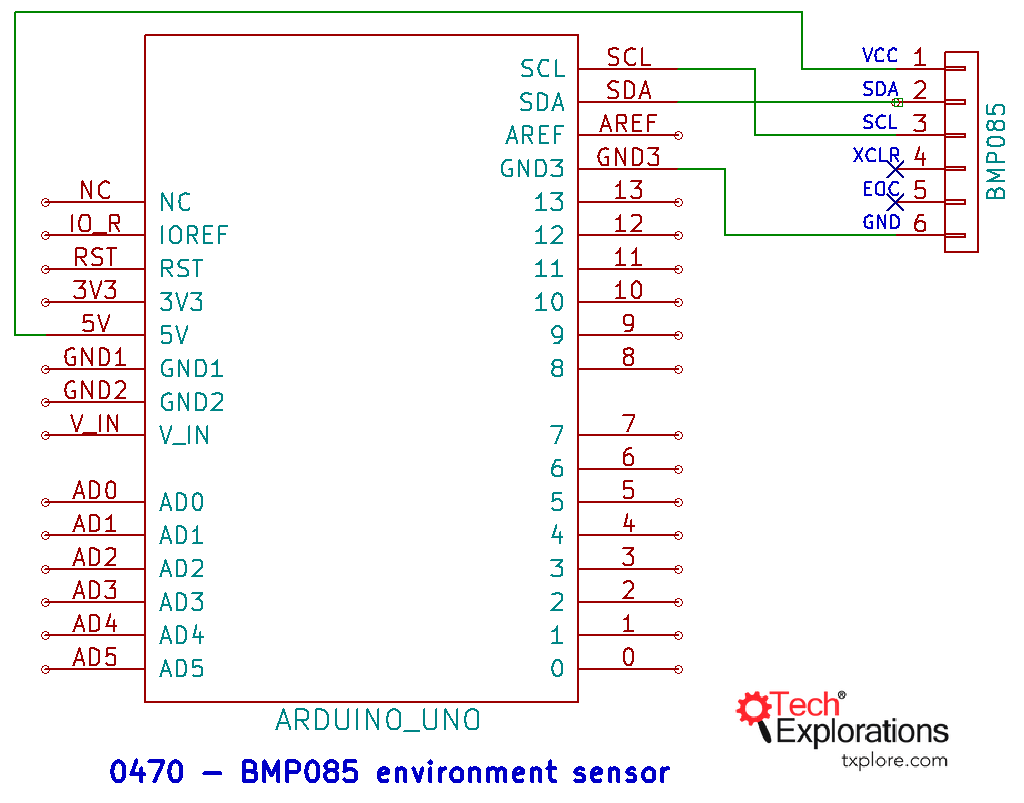 SCL
SDA
AREF
GND3
13
12
11
10
9
8
7
6
5
4
3
2
1
0
NC
IO_R
RST
3V3
5V
GND1
GND2
V_IN
AD0
AD1
AD2
AD3
AD4
AD5
NC
IOREF
RST
3V3
5V
GND1
GND2
V_IN
AD0
AD1
AD2
AD3
AD4
AD5
SCL
SDA
AREF
GND3
13
12
11
10
9
8
7
6
5
4
3
2
1
0
VCC 1
SDA 2
SCL 3
XCLR 4
EOC 5
GND 6
BMP085
ARDUINO_UNO
0470 - BMP085 environment sensor
Tech®
Explorations
txplore.com